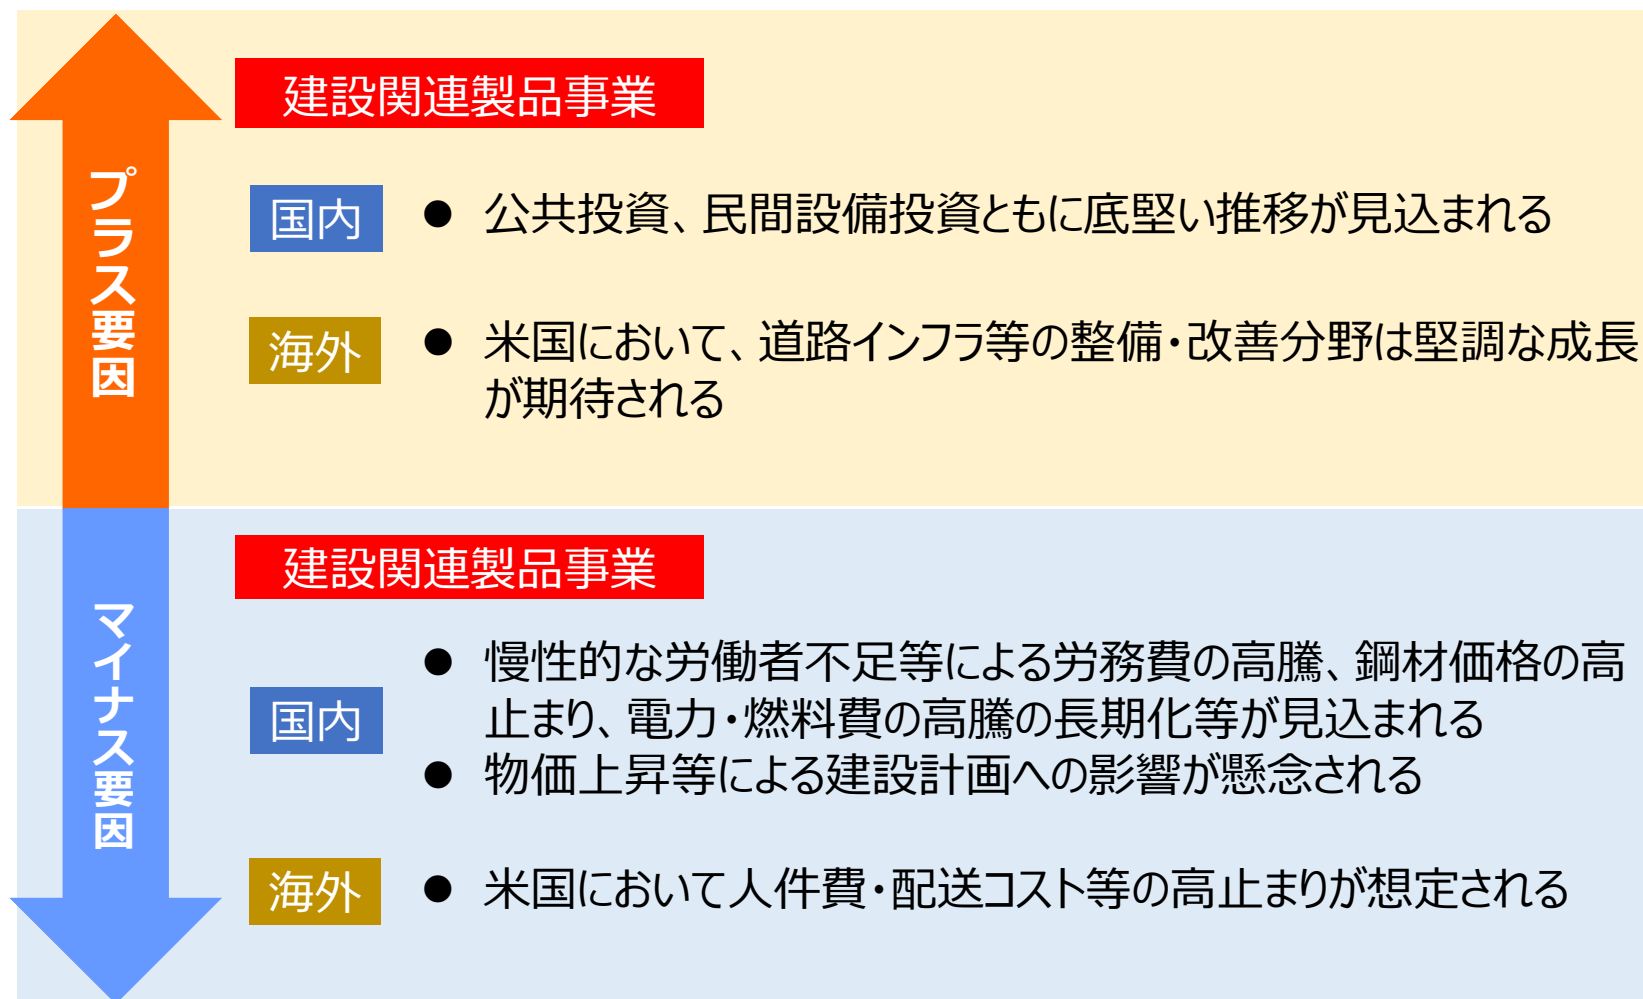 プラス要因
建設関連製品事業
国内
● 公共投資、民間設備投資ともに底堅い推移が見込まれる
海外
● 米国において、道路インフラ等の整備・改善分野は堅調な成長
が期待される
マイナス要因
建設関連製品事業
国内
● 慢性的な労働者不足等による労務費の高騰、鋼材価格の高
止まり、電力・燃料費の高騰の長期化等が見込まれる
● 物価上昇等による建設計画への影響が懸念される
海外
● 米国において人件費・配送コスト等の高止まりが想定される